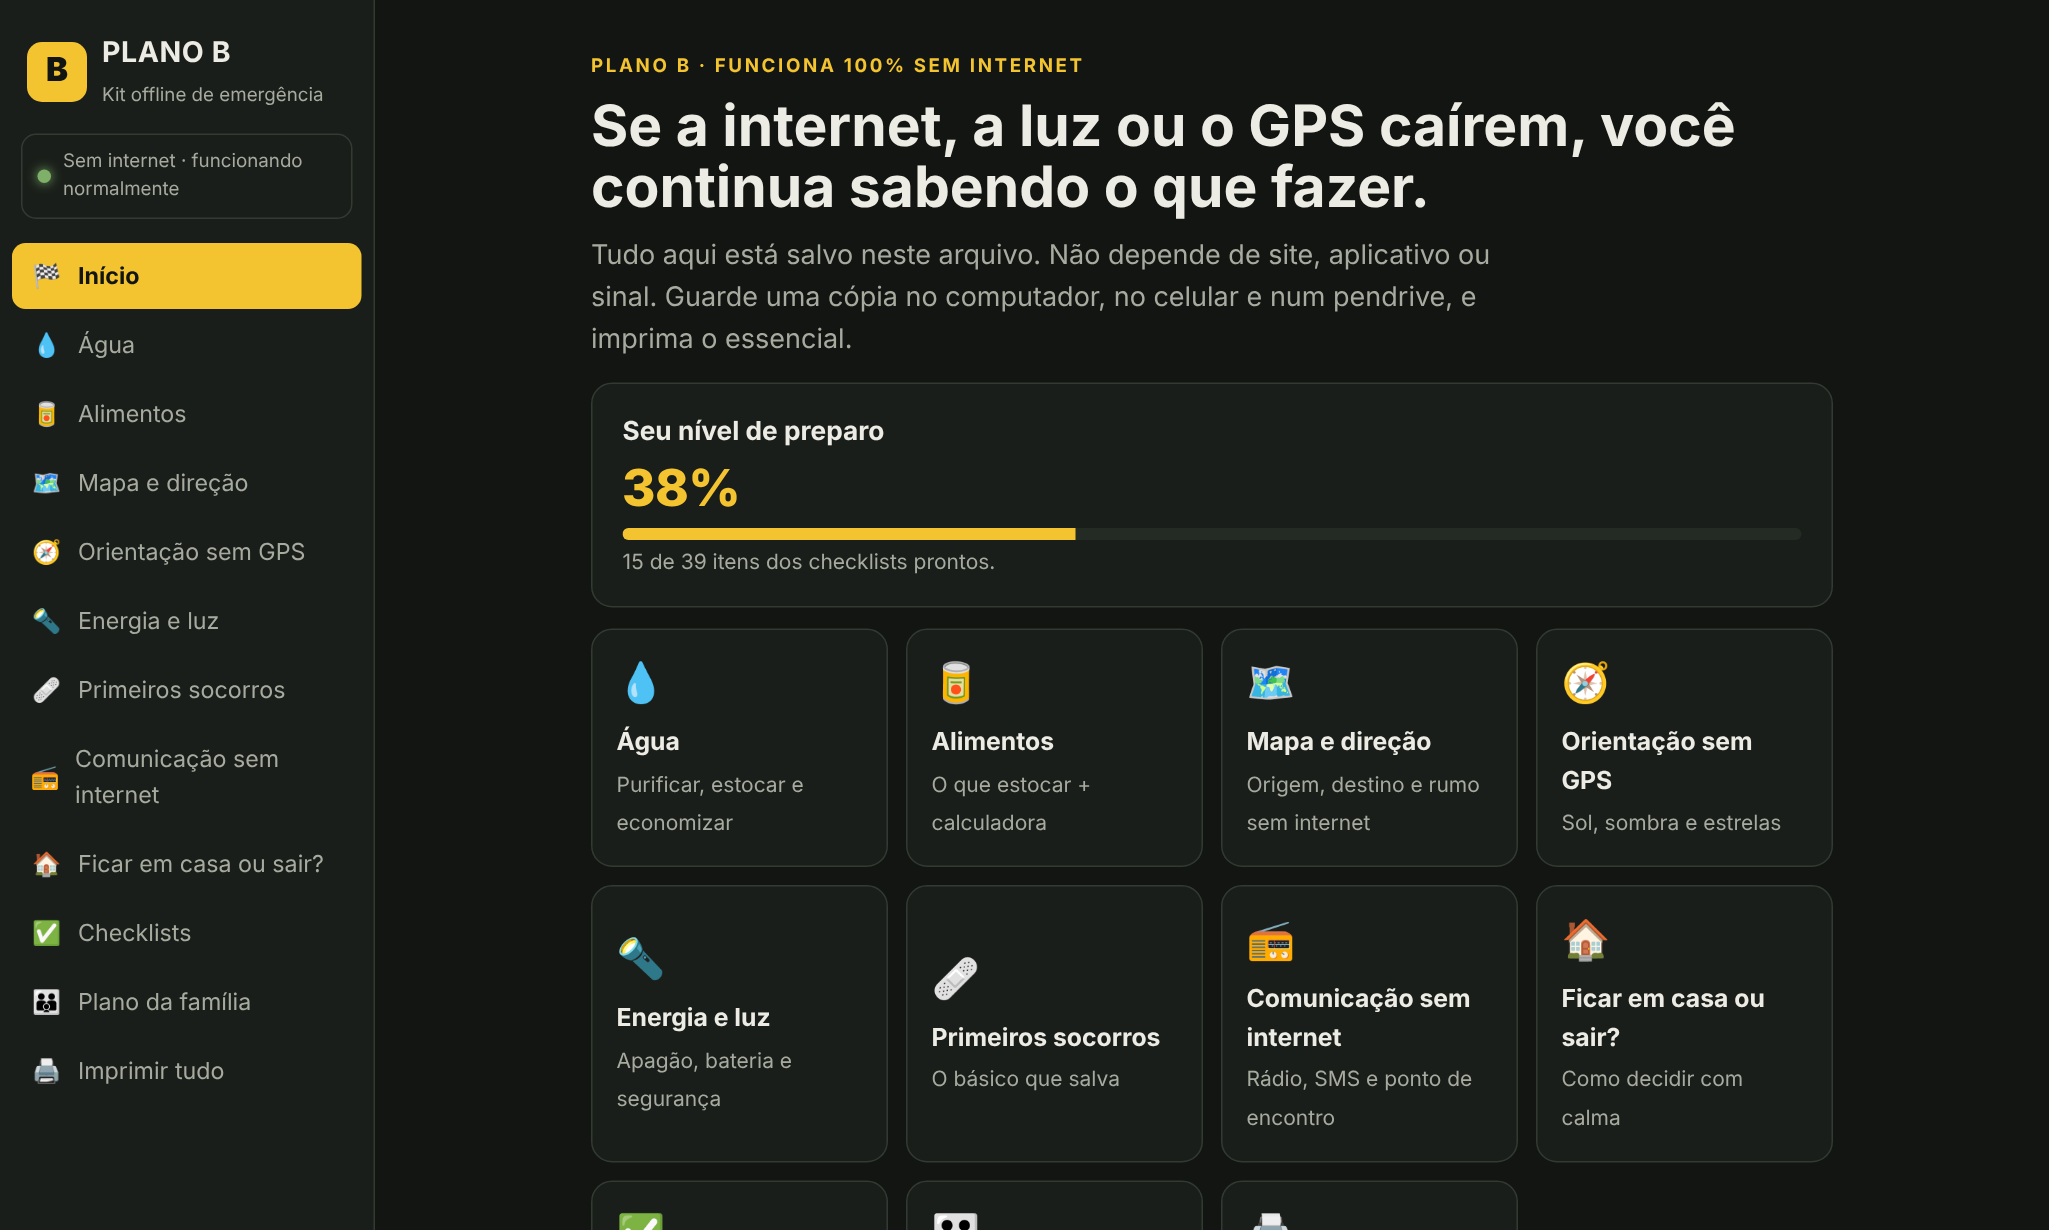 B
PLANO B
Kit offline de emergência
Sem internet · funcionando
normalmente
Início
Água
Alimentos
Mapa e direção
Orientação sem GPS
Energia e luz
Primeiros socorros
Comunicação sem
internet
Ficar em casa ou sair?
Checklists
Plano da família
Imprimir tudo
PLANO B · FUNCIONA 100% SEM INTERNET
Se a internet, a luz ou o GPS caírem, você
continua sabendo o que fazer.
Tudo aqui está salvo neste arquivo. Não depende de site, aplicativo ou
sinal. Guarde uma cópia no computador, no celular e num pendrive, e
imprima o essencial.
Seu nível de preparo
38%
15 de 39 itens dos checklists prontos.
Água
Purificar, estocar e
economizar
Alimentos
O que estocar +
calculadora
Mapa e direção
Origem, destino e rumo
sem internet
Orientação sem
GPS
Sol, sombra e estrelas
Energia e luz
Apagão, bateria e
segurança
Primeiros socorros
O básico que salva
Comunicação sem
internet
Rádio, SMS e ponto de
encontro
Ficar em casa ou
sair?
Como decidir com
calma